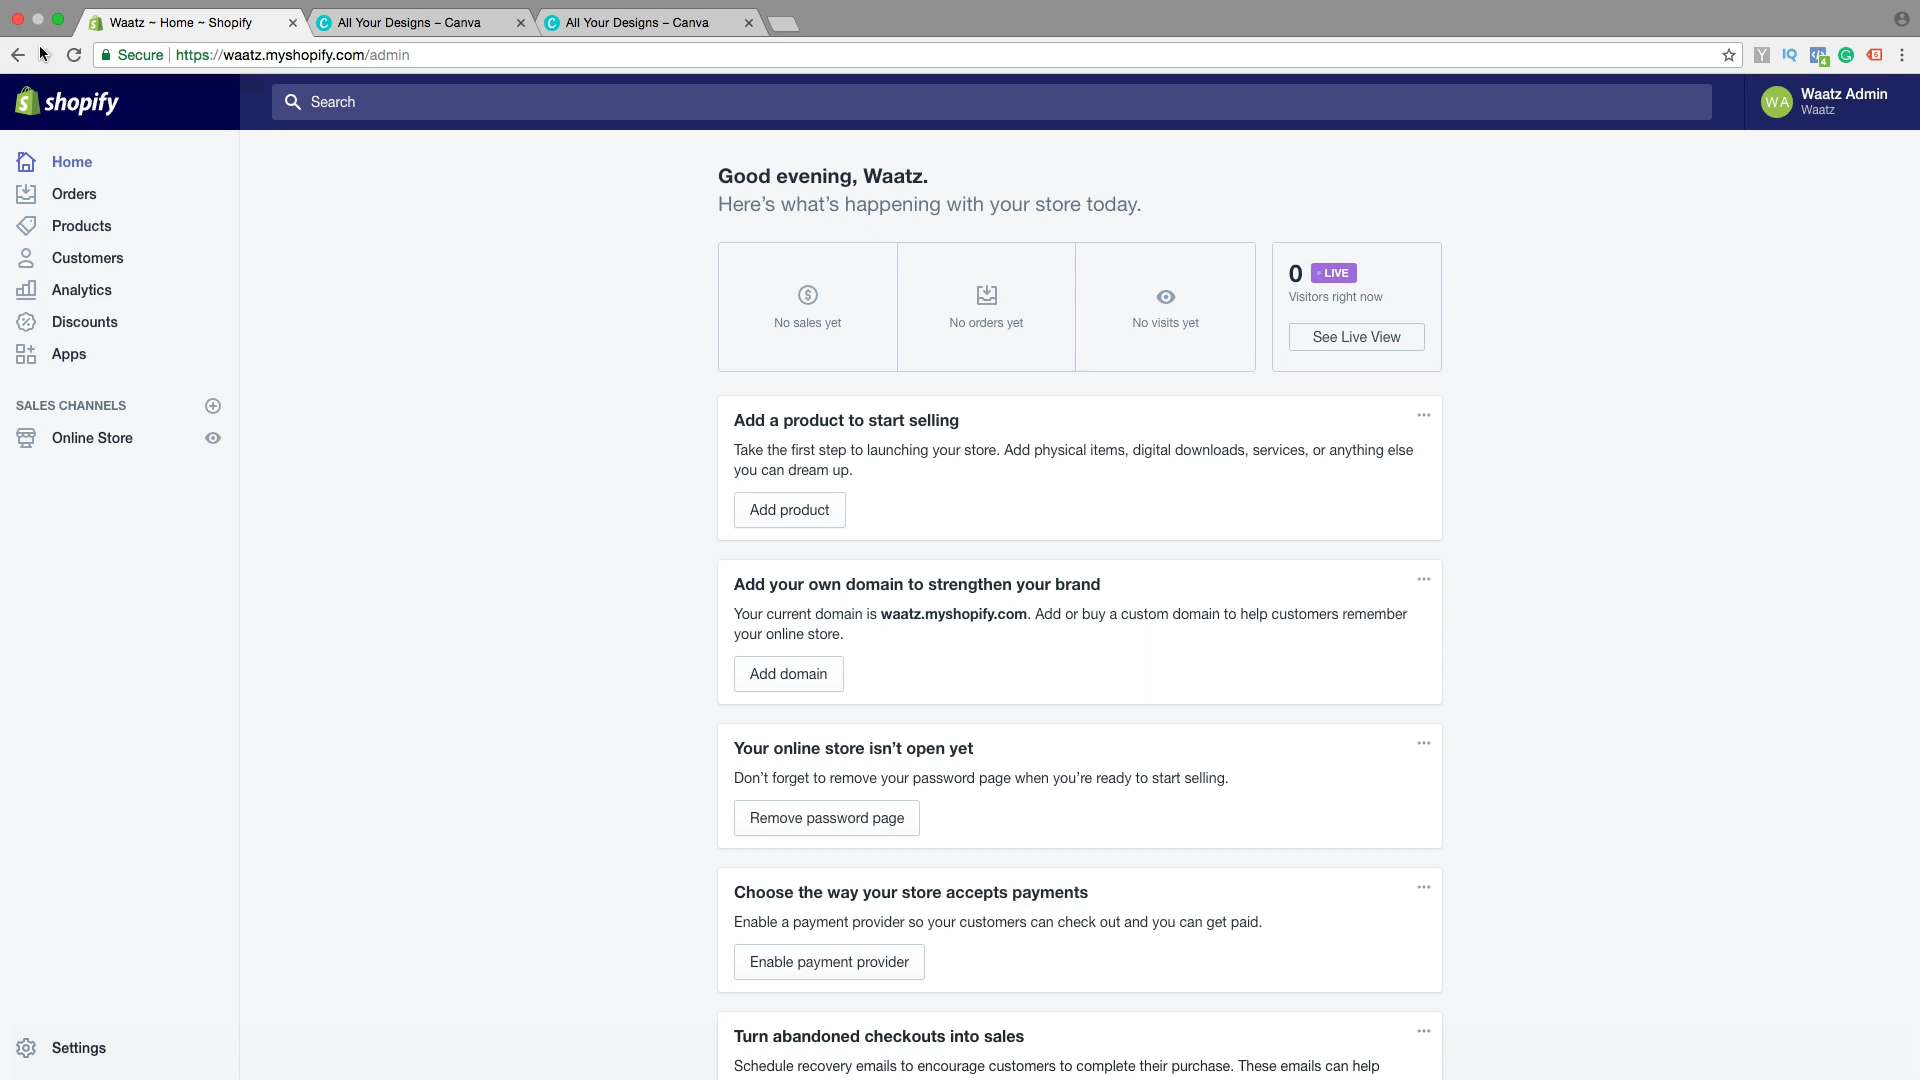 Waatz ~ Home ~ Shopify
All Your Designs – Canva
All Your Designs – Canva
Secure
https://waatz.myshopify.com/admin
shopify
Search
WA
Waatz Admin
Waatz
Home
Orders
Products
Customers
Analytics
Discounts
Apps
SALES CHANNELS
Online Store
Settings
Good evening, Waatz.
Here’s what’s happening with your store today.
No sales yet
No orders yet
No visits yet
0 LIVE
Visitors right now
See Live View
Add a product to start selling
Take the first step to launching your store. Add physical items, digital downloads, services, or anything else
you can dream up.
Add product
Add your own domain to strengthen your brand
Your current domain is waatz.myshopify.com. Add or buy a custom domain to help customers remember
your online store.
Add domain
Your online store isn’t open yet
Don’t forget to remove your password page when you’re ready to start selling.
Remove password page
Choose the way your store accepts payments
Enable a payment provider so your customers can check out and you can get paid.
Enable payment provider
Turn abandoned checkouts into sales
Schedule recovery emails to encourage customers to complete their purchase. These emails can help